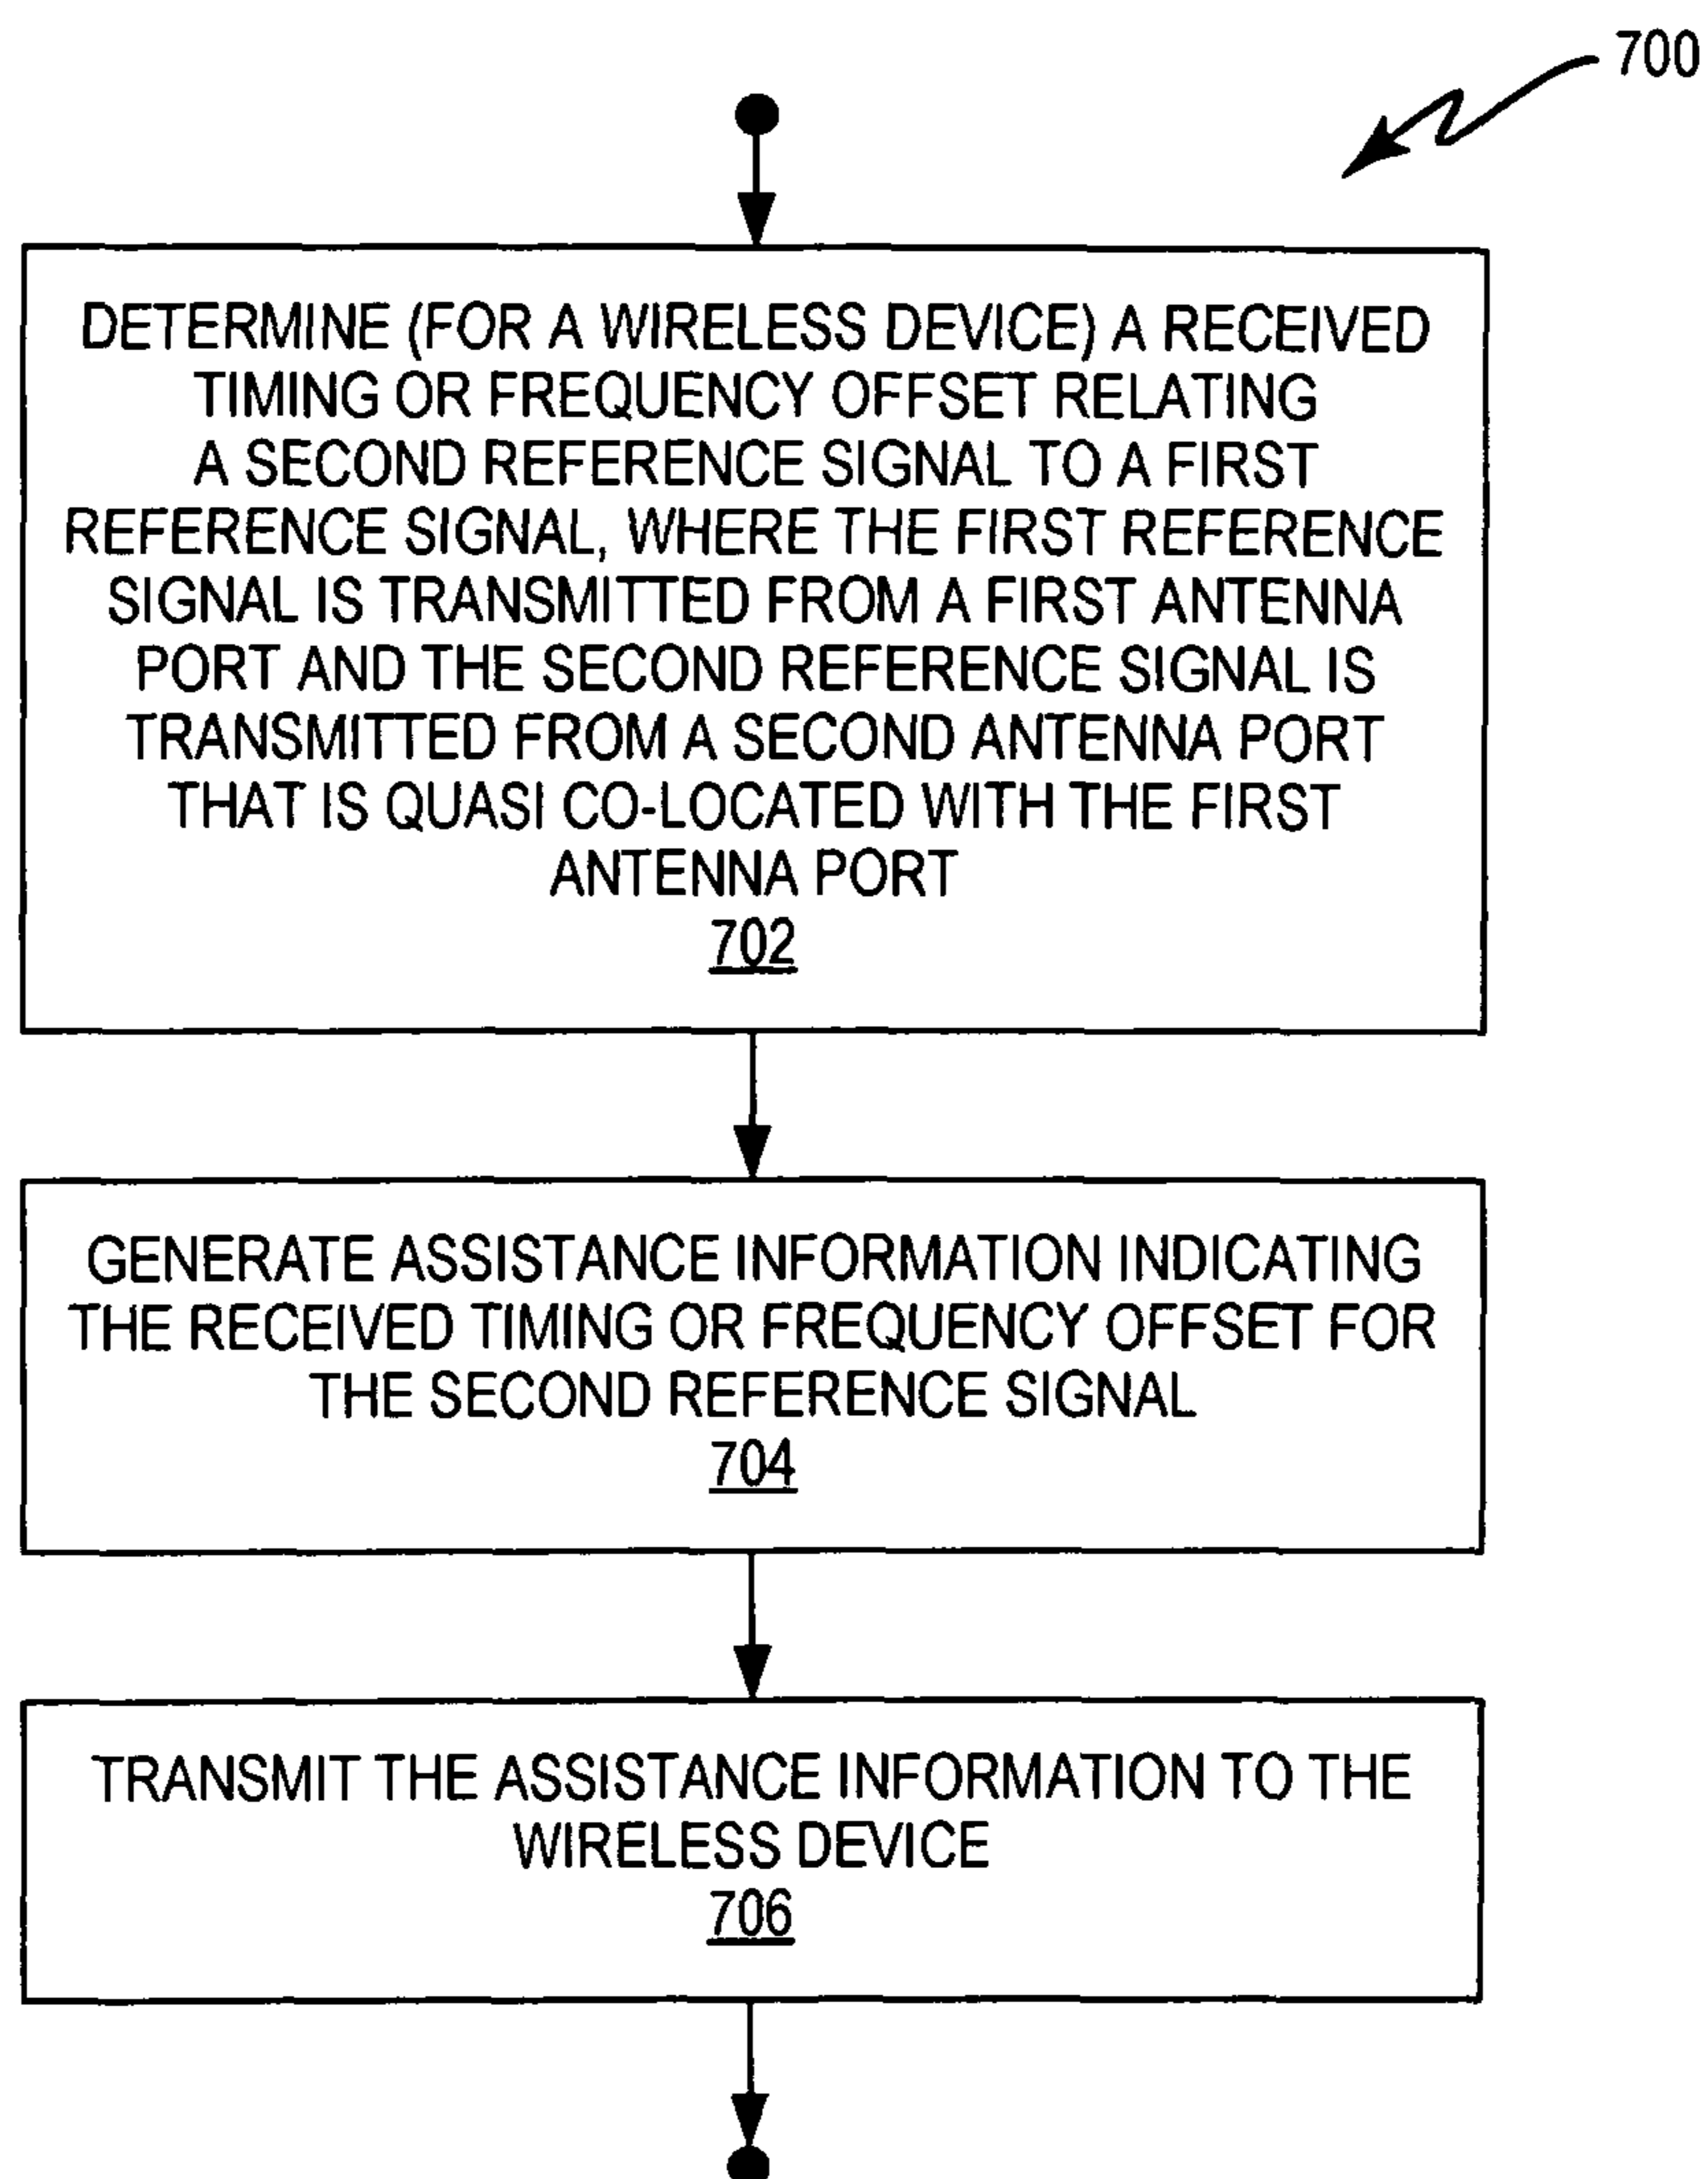 700
DETERMINE (FOR A WIRELESS DEVICE) A RECEIVED
TIMING OR FREQUENCY OFFSET RELATING
A SECOND REFERENCE SIGNAL TO A FIRST
REFERENCE SIGNAL, WHERE THE FIRST REFERENCE
SIGNAL IS TRANSMITTED FROM A FIRST ANTENNA
PORT AND THE SECOND REFERENCE SIGNAL IS
TRANSMITTED FROM A SECOND ANTENNA PORT
THAT IS QUASI CO-LOCATED WITH THE FIRST
ANTENNA PORT
702
GENERATE ASSISTANCE INFORMATION INDICATING
THE RECEIVED TIMING OR FREQUENCY OFFSET FOR
THE SECOND REFERENCE SIGNAL
704
TRANSMIT THE ASSISTANCE INFORMATION TO THE
WIRELESS DEVICE
706